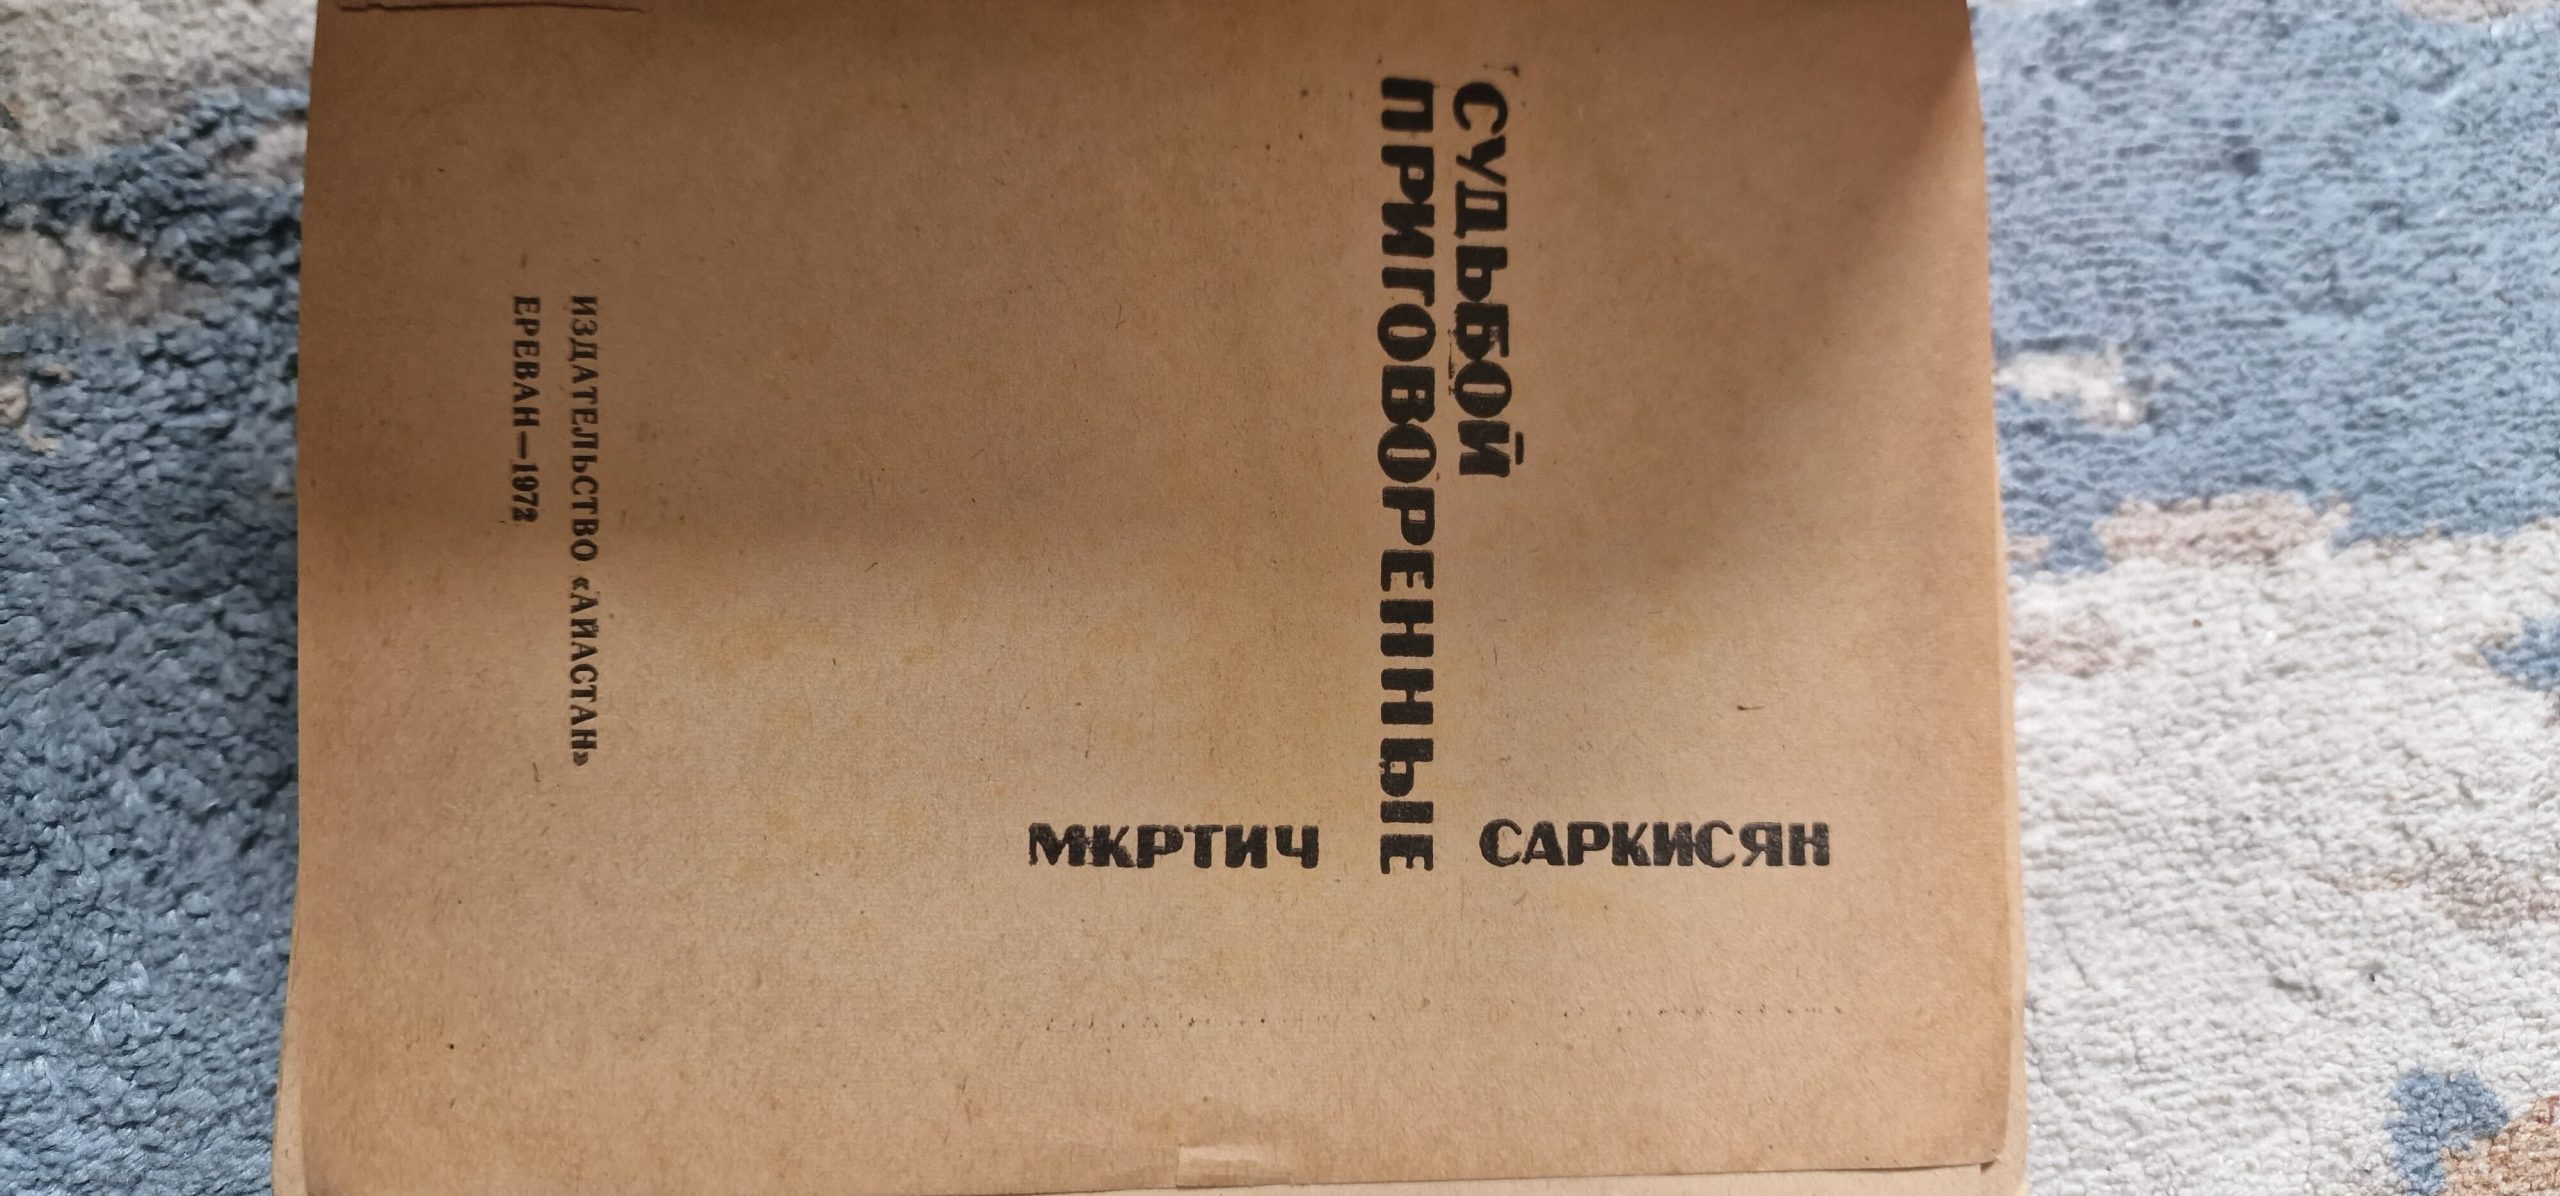 МКРТИЧ САРКИСЯН
СУДЬБОЙ
ПРИГОВОРЕННЫЕ
ИЗДАТЕЛЬСТВО «АЙАСТАН»
ЕРЕВАН—1972